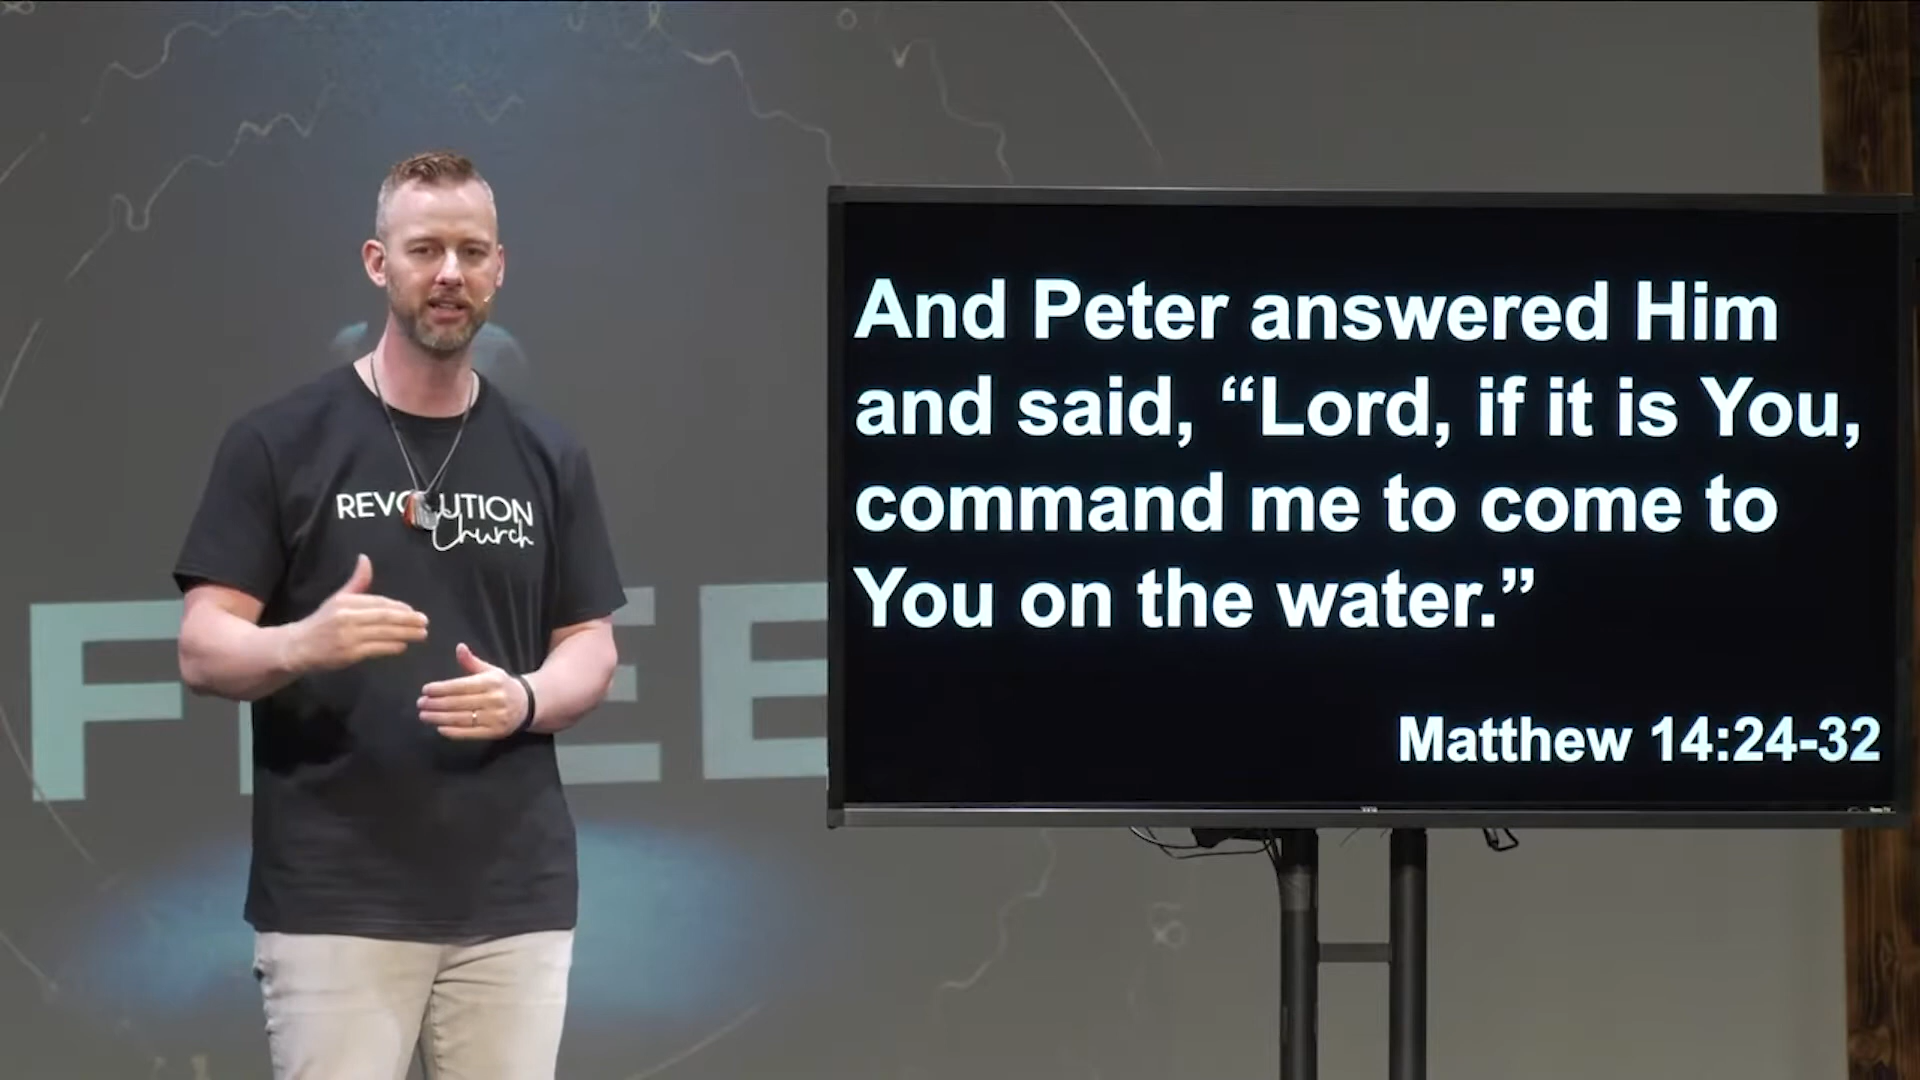 REVOLUTION
Church
FREE
And Peter answered Him
and said, “Lord, if it is You,
command me to come to
You on the water.”
Matthew 14:24-32